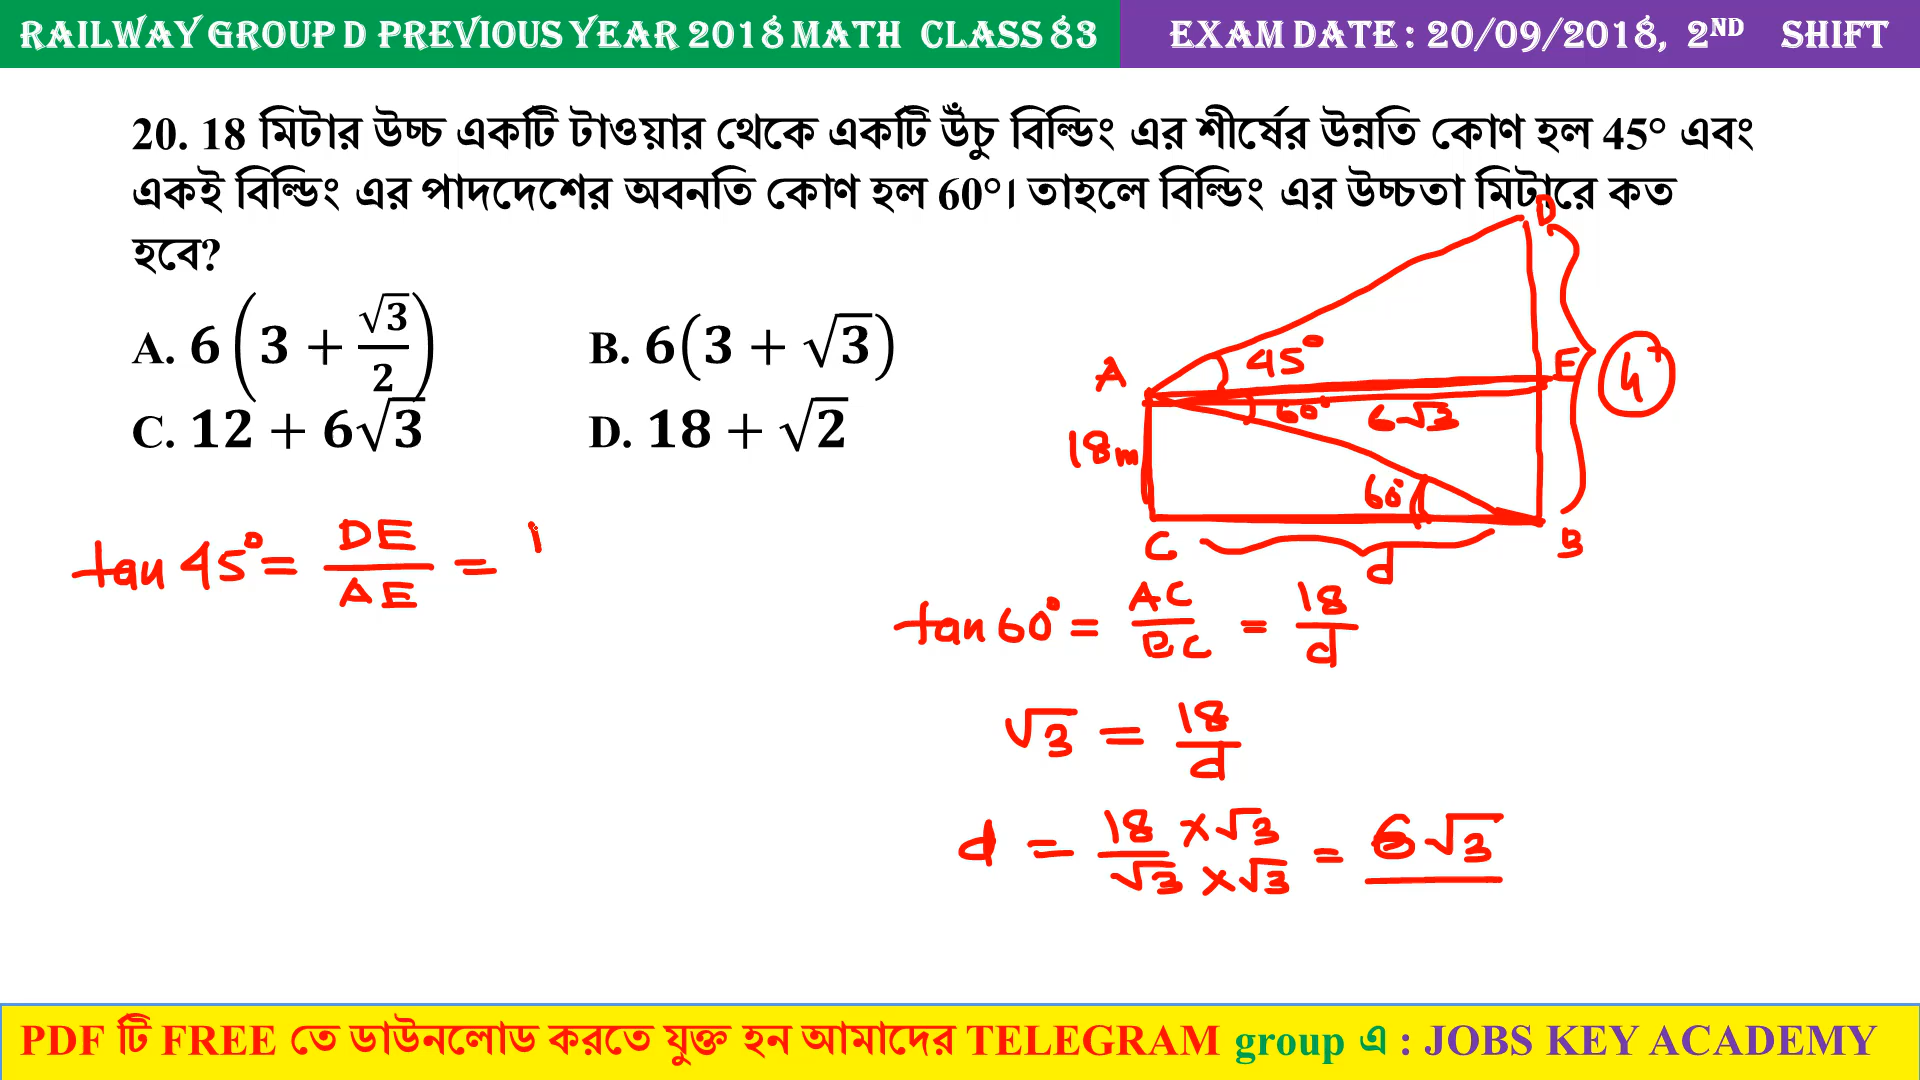 RAILWAY GROUP D PREVIOUS YEAR 2018 MATH CLASS 83
EXAM DATE : 20/09/2018, 2ND SHIFT
20. 18 মিটার উচ্চ একটি টাওয়ার থেকে একটি উঁচু বিল্ডিং এর শীর্ষের উন্নতি কোণ হল 45° এবং
একই বিল্ডিং এর পাদদেশের অবনতি কোণ হল 60°। তাহলে বিল্ডিং এর উচ্চতা মিটারে কত
হবে?
A. 6(3 + √3/2)
B. 6(3 + √3)
C. 12 + 6√3
D. 18 + √2
D
A
45°
E
60°
6√3
18m
60°
C
d
B
tan 45° = DE/AE =
tan 60° = AC/BC = 18/d
√3 = 18/d
d = 18/√3 ×√3/×√3 = 6√3
PDF টি FREE তে ডাউনলোড করতে যুক্ত হন আমাদের TELEGRAM group এ : JOBS KEY ACADEMY